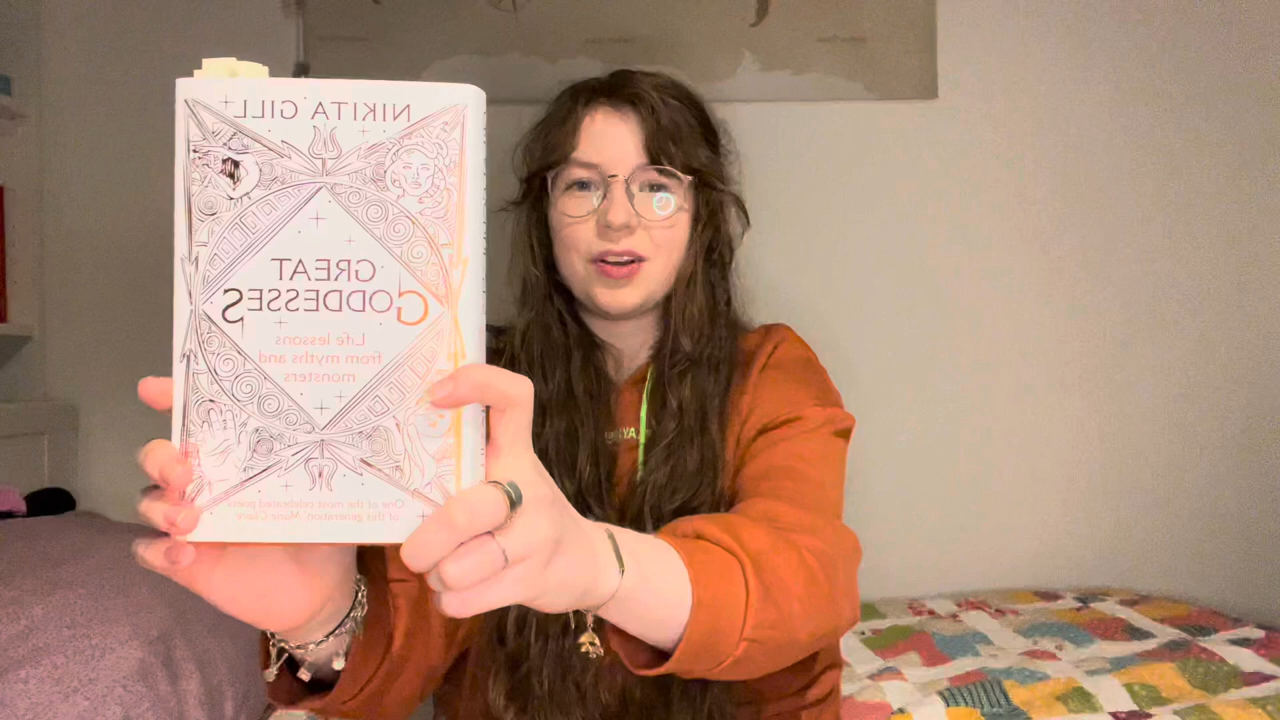 NIKITA GILL
GREAT
GODDESSES
Life lessons
from myths and
monsters
One of the most celebrated poets
of this generation Marie Claire